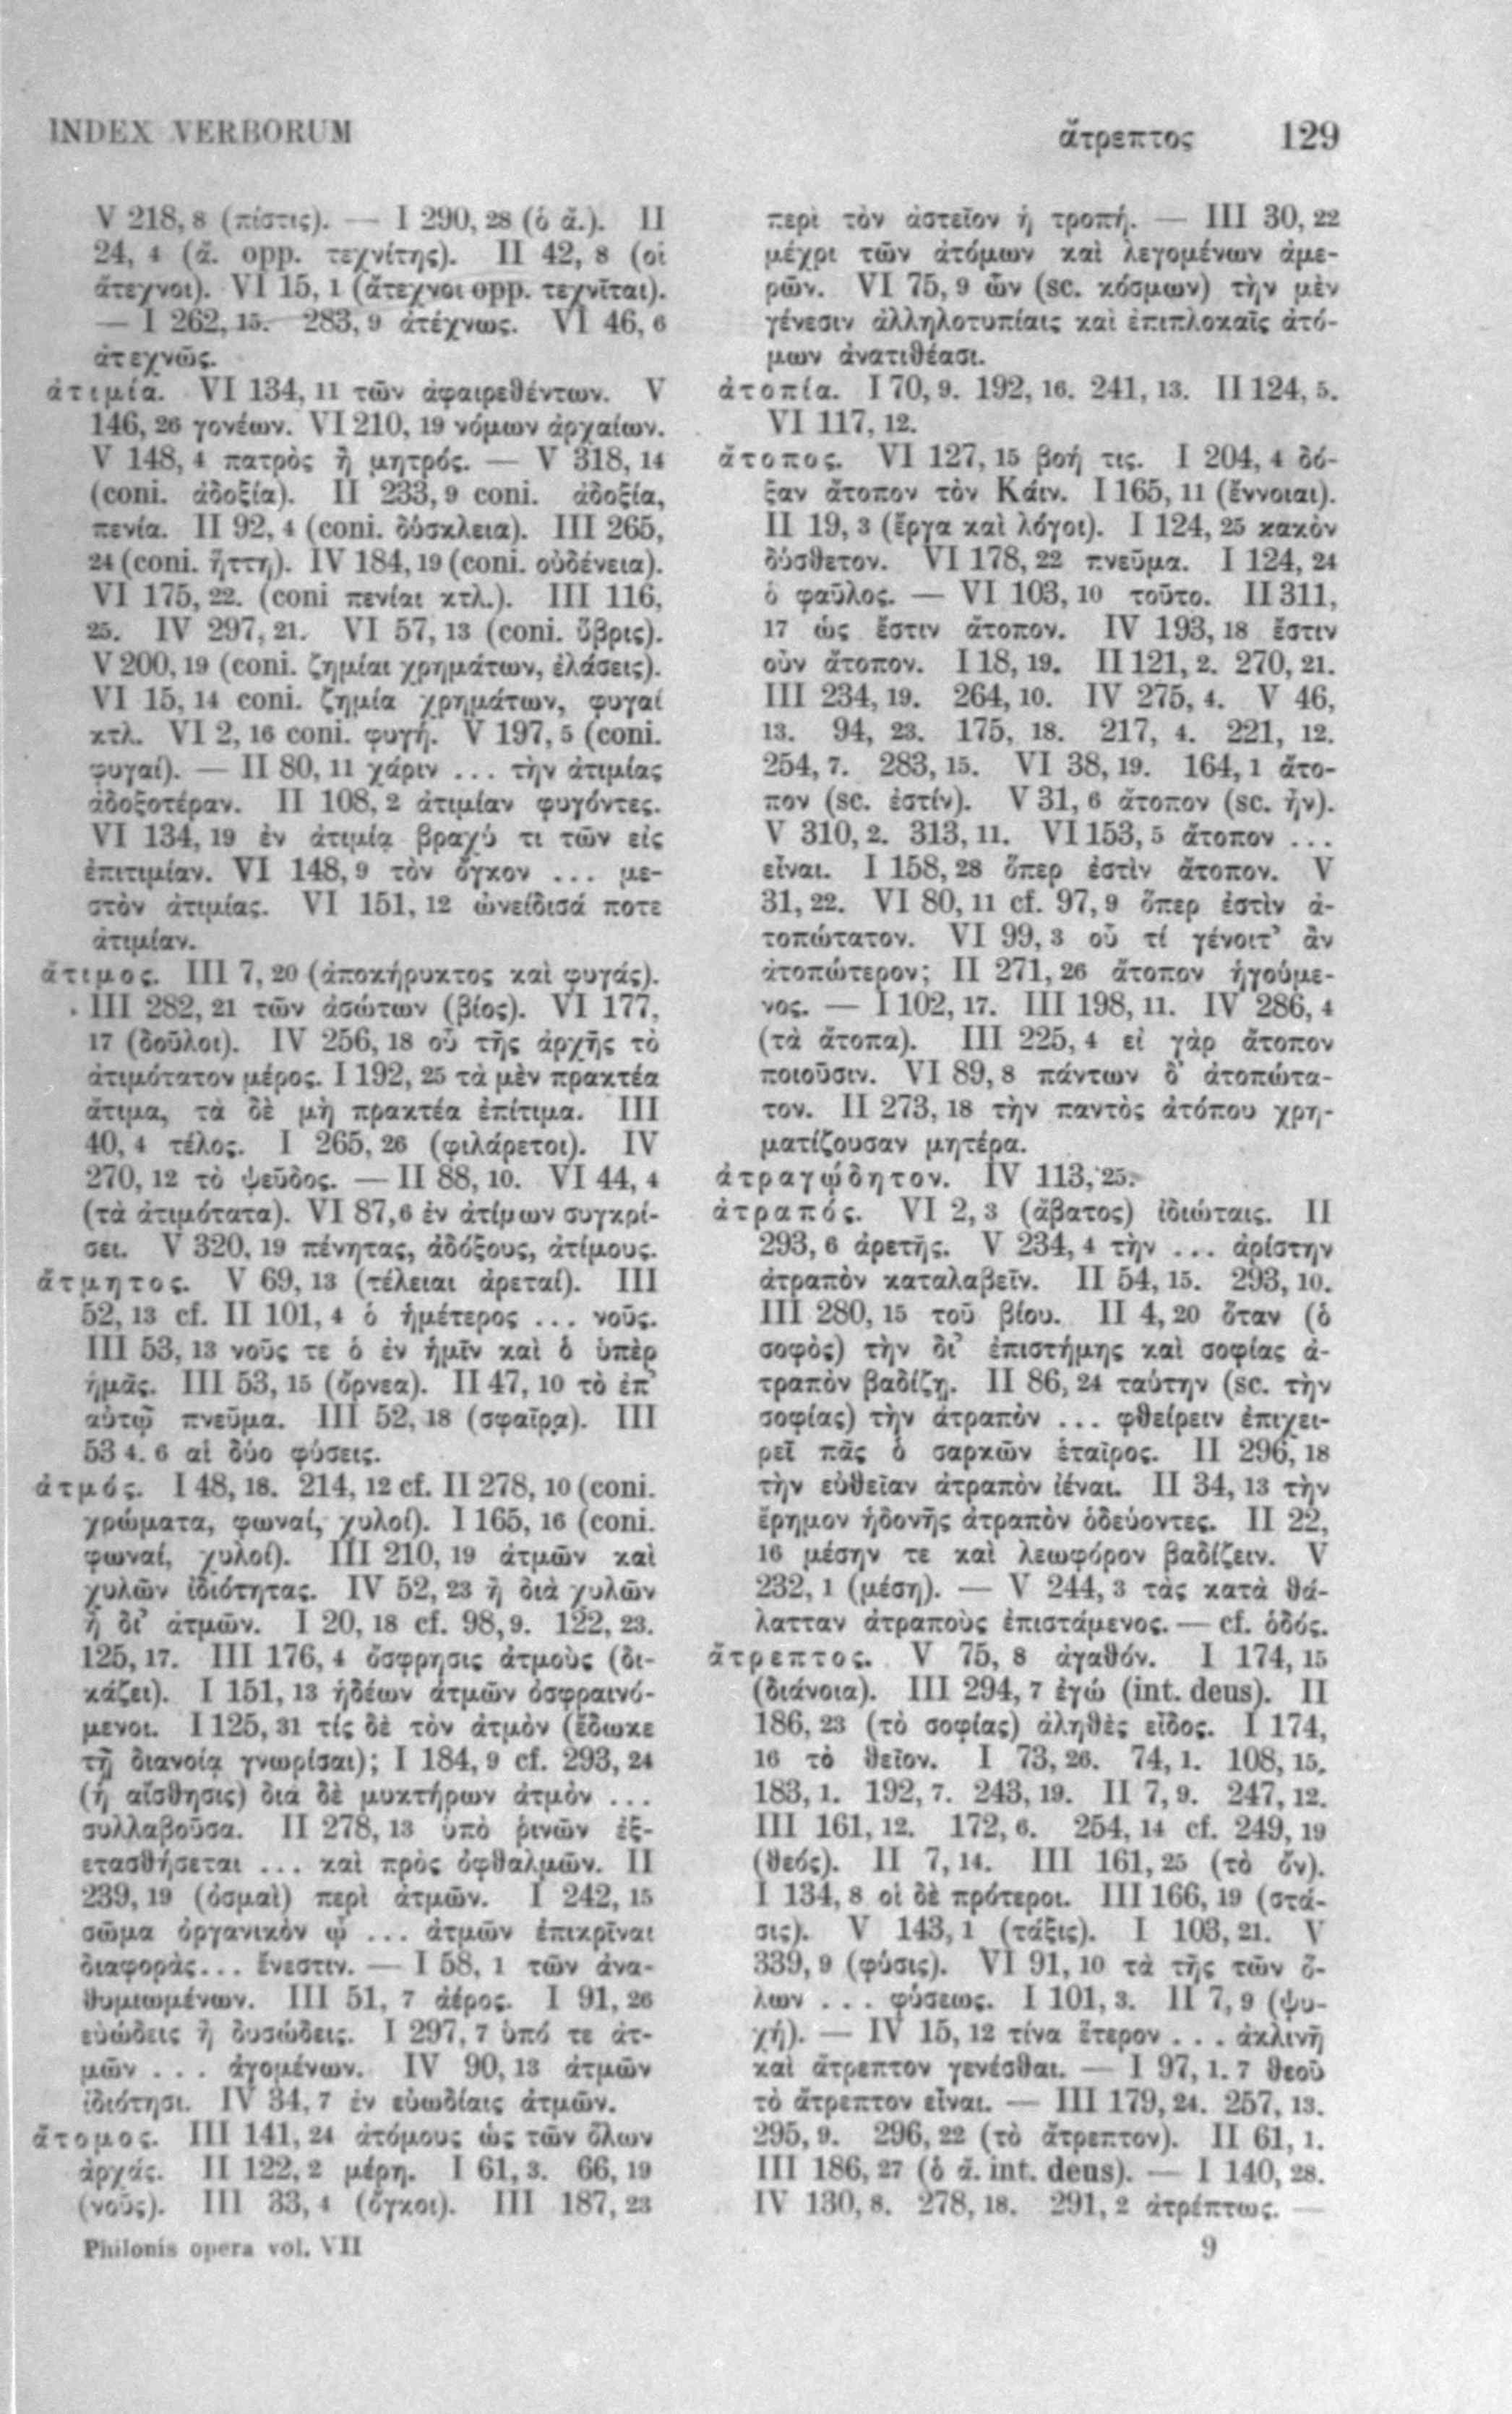 INDEX VERBORUM
ἄτρεπτος 129
V 218, 8 (πίστις). — I 290, 28 (ὁ ἄ.). II
24, 4 (ἄ. opp. τεχνίτης). II 42, 8 (οἱ
ἄτεχνοι). VI 15, 1 (ἄτεχνοι opp. τεχνῖται).
— I 262, 15. 283, 9 ἀτέχνως. VI 46, 6
ἀτεχνῶς.
ἀτιμία. VI 134, 11 τῶν ἀφαιρεθέντων. V
146, 26 γονέων. VI 210, 19 νόμων ἀρχαίων.
V 148, 4 πατρὸς ἢ μητρός. — V 318, 14
(coni. ἀδοξία). II 233, 9 coni. ἀδοξία,
πενία. II 92, 4 (coni. δύσκλεια). III 265,
24 (coni. ἥττη). IV 184, 19 (coni. οὐδένεια).
VI 175, 22. (coni πενίαι κτλ.). III 116,
25. IV 297, 21. VI 57, 13 (coni. ὕβρις).
V 200, 19 (coni. ζημίαι χρημάτων, ἐλάσεις).
VI 15, 14 coni. ζημία χρημάτων, φυγαί
κτλ. VI 2, 16 coni. φυγή. V 197, 5 (coni.
φυγαί). — II 80, 11 χάριν ... τὴν ἀτιμίας
ἀδοξοτέραν. II 108, 2 ἀτιμίαν φυγόντες.
VI 134, 19 ἐν ἀτιμίᾳ βραχύ τι τῶν εἰς
ἐπιτιμίαν. VI 148, 9 τὸν ὄγκον ... με-
στὸν ἀτιμίας. VI 151, 12 ὠνείδισά ποτε
ἀτιμίαν.
ἄτιμος. III 7, 20 (ἀποκήρυκτος καὶ φυγάς).
III 282, 21 τῶν ἀσώτων (βίος). VI 177,
17 (δοῦλοι). IV 256, 18 οὗ τῆς ἀρχῆς τὸ
ἀτιμότατον μέρος. I 192, 25 τὰ μὲν πρακτέα
ἄτιμα, τὰ δὲ μὴ πρακτέα ἐπίτιμα. III
40, 4 τέλος. I 265, 26 (φιλάρετοι). IV
270, 12 τὸ ψεῦδος. — II 88, 10. VI 44, 4
(τὰ ἀτιμότατα). VI 87, 6 ἐν ἀτίμων συγκρί-
σει. V 320, 19 πένητας, ἀδόξους, ἀτίμους.
ἄτμητος. V 69, 13 (τέλειαι ἀρεταί). III
52, 13 cf. II 101, 4 ὁ ἡμέτερος ... νοῦς.
III 53, 13 νοῦς τε ὁ ἐν ἡμῖν καὶ ὁ ὑπὲρ
ἡμᾶς. III 53, 15 (ὄρνεα). II 47, 10 τὸ ἐπ’
αὐτῷ πνεῦμα. III 52, 18 (σφαῖρα). III
53 4. 6 αἱ δύο φύσεις.
ἀτμός. I 48, 18. 214, 12 cf. II 278, 10 (coni.
χρώματα, φωναί, χυλοί). I 165, 16 (coni.
φωναί, χυλοί). III 210, 19 ἀτμῶν καὶ
χυλῶν ἰδιότητας. IV 52, 23 ἢ διὰ χυλῶν
ἢ δι’ ἀτμῶν. I 20, 18 cf. 98, 9. 122, 23.
125, 17. III 176, 4 ὄσφρησις ἀτμοὺς (δι-
κάζει). I 151, 13 ἡδέων ἀτμῶν ὀσφραινό-
μενοι. I 125, 31 τίς δὲ τὸν ἀτμὸν (ἔδωκε
τῇ διανοίᾳ γνωρίσαι); I 184, 9 cf. 293, 24
(ἡ αἴσθησις) διὰ δὲ μυκτήρων ἀτμὸν ...
συλλαβοῦσα. II 278, 13 ὑπὸ ῥινῶν ἐξ-
ετασθήσεται ... καὶ πρὸς ὀφθαλμῶν. II
239, 19 (ὀσμαὶ) περὶ ἀτμῶν. I 242, 15
σῶμα ὀργανικὸν ᾧ ... ἀτμῶν ἐπικρῖναι
διαφορὰς... ἔνεστιν. — I 58, 1 τῶν ἀνα-
θυμιωμένων. III 51, 7 ἀέρος. I 91, 26
εὐώδεις ἢ δυσώδεις. I 297, 7 ὑπό τε ἀτ-
μῶν ... ἀγομένων. IV 90, 13 ἀτμῶν
ἰδιότησι. IV 34, 7 ἐν εὐωδίαις ἀτμῶν.
ἄτομος. III 141, 24 ἀτόμους ὡς τῶν ὅλων
ἀρχάς. II 122, 2 μέρη. I 61, 3. 66, 19
(νοῦς). III 33, 4 (ὄγκοι). III 187, 23
Philonis opera vol. VII
περὶ τὸν ἀστεῖον ἡ τροπή. — III 30, 22
μέχρι τῶν ἀτόμων καὶ λεγομένων ἀμε-
ρῶν. VI 75, 9 ὧν (sc. κόσμων) τὴν μὲν
γένεσιν ἀλληλοτυπίαις καὶ ἐπιπλοκαῖς ἀτό-
μων ἀνατιθέασι.
ἀτοπία. I 70, 9. 192, 16. 241, 13. II 124, 5.
VI 117, 12.
ἄτοπος. VI 127, 15 βοή τις. I 204, 4 δό-
ξαν ἄτοπον τὸν Κάιν. I 165, 11 (ἔννοιαι).
II 19, 3 (ἔργα καὶ λόγοι). I 124, 25 κακὸν
δύσθετον. VI 178, 22 πνεῦμα. I 124, 24
ὁ φαῦλος. — VI 103, 10 τοῦτο. II 311,
17 ὡς ἔστιν ἄτοπον. IV 193, 18 ἔστιν
οὖν ἄτοπον. I 18, 19. II 121, 2. 270, 21.
III 234, 19. 264, 10. IV 275, 4. V 46,
13. 94, 23. 175, 18. 217, 4. 221, 12.
254, 7. 283, 15. VI 38, 19. 164, 1 ἄτο-
πον (sc. ἐστίν). V 31, 6 ἄτοπον (sc. ἦν).
V 310, 2. 313, 11. VI 153, 5 ἄτοπον ...
εἶναι. I 158, 28 ὅπερ ἐστὶν ἄτοπον. V
31, 22. VI 80, 11 cf. 97, 9 ὅπερ ἐστὶν ἀ-
τοπώτατον. VI 99, 3 οὗ τί γένοιτ’ ἂν
ἀτοπώτερον; II 271, 26 ἄτοπον ἡγούμε-
νος. — I 102, 17. III 198, 11. IV 286, 4
(τὰ ἄτοπα). III 225, 4 εἰ γὰρ ἄτοπον
ποιοῦσιν. VI 89, 8 πάντων δ’ ἀτοπώτα-
τον. II 273, 18 τὴν παντὸς ἀτόπου χρη-
ματίζουσαν μητέρα.
ἀτραγῴδητον. IV 113, 25.
ἀτραπός. VI 2, 3 (ἄβατος) ἰδιώταις. II
293, 6 ἀρετῆς. V 234, 4 τὴν ... ἀρίστην
ἀτραπὸν καταλαβεῖν. II 54, 15. 293, 10.
III 280, 15 τοῦ βίου. II 4, 20 ὅταν (ὁ
σοφὸς) τὴν δι’ ἐπιστήμης καὶ σοφίας ἀ-
τραπὸν βαδίζῃ. II 86, 24 ταύτην (sc. τὴν
σοφίας) τὴν ἀτραπὸν ... φθείρειν ἐπιχει-
ρεῖ πᾶς ὁ σαρκῶν ἑταῖρος. II 296, 18
τὴν εὐθεῖαν ἀτραπὸν ἰέναι. II 34, 13 τὴν
ἔρημον ἡδονῆς ἀτραπὸν ὁδεύοντες. II 22,
16 μέσην τε καὶ λεωφόρον βαδίζειν. V
232, 1 (μέση). — V 244, 3 τὰς κατὰ θά-
λατταν ἀτραποὺς ἐπιστάμενος. — cf. ὁδός.
ἄτρεπτος. V 75, 8 ἀγαθόν. I 174, 15
(διάνοια). III 294, 7 ἐγώ (int. deus). II
186, 23 (τὸ σοφίας) ἀληθὲς εἶδος. I 174,
16 τὸ θεῖον. I 73, 26. 74, 1. 108, 15.
183, 1. 192, 7. 243, 19. II 7, 9. 247, 12.
III 161, 12. 172, 6. 254, 14 cf. 249, 19
(θεός). II 7, 14. III 161, 25 (τὸ ὄν).
I 134, 8 οἱ δὲ πρότεροι. III 166, 19 (στά-
σις). V 143, 1 (τάξις). I 103, 21. V
339, 9 (φύσις). VI 91, 10 τὰ τῆς τῶν ὅ-
λων ... φύσεως. I 101, 3. II 7, 9 (ψυ-
χή). — IV 15, 12 τίνα ἕτερον ... ἀκλινῆ
καὶ ἄτρεπτον γενέσθαι. — I 97, 1. 7 θεοῦ
τὸ ἄτρεπτον εἶναι. — III 179, 24. 257, 13.
295, 9. 296, 22 (τὸ ἄτρεπτον). II 61, 1.
III 186, 27 (ὁ ἄ. int. deus). — I 140, 28.
IV 130, 8. 278, 18. 291, 2 ἀτρέπτως. —
9